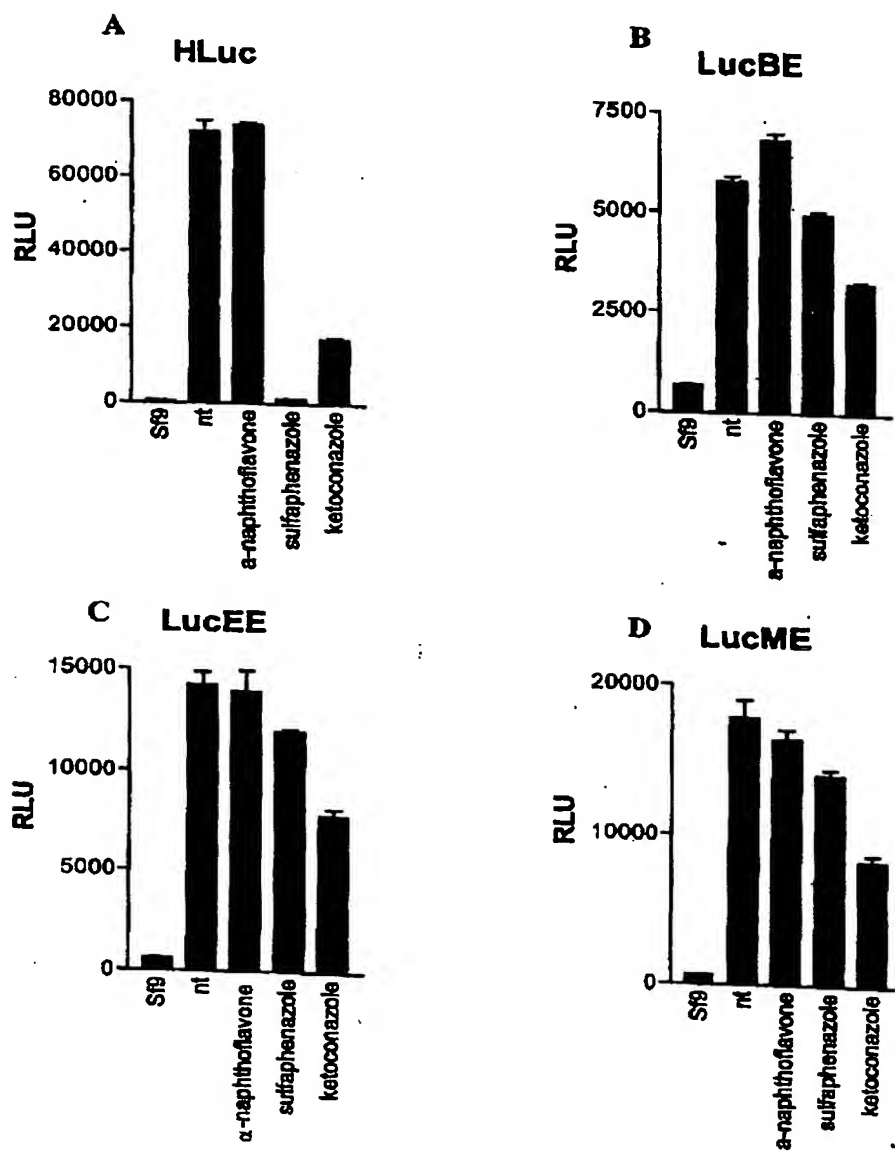 A
HLuc
80000
60000
40000
20000
0
RLU
Sf9
nt
a-naphthoflavone
sulfaphenazole
ketoconazole
B
LucBE
7500
5000
2500
0
RLU
Sf9
nt
a-naphthoflavone
sulfaphenazole
ketoconazole
C
LucEE
15000
10000
5000
0
RLU
Sf9
nt
α-naphthoflavone
sulfaphenazole
ketoconazole
D
LucME
20000
10000
0
RLU
Sf9
nt
a-naphthoflavone
sulfaphenazole
ketoconazole